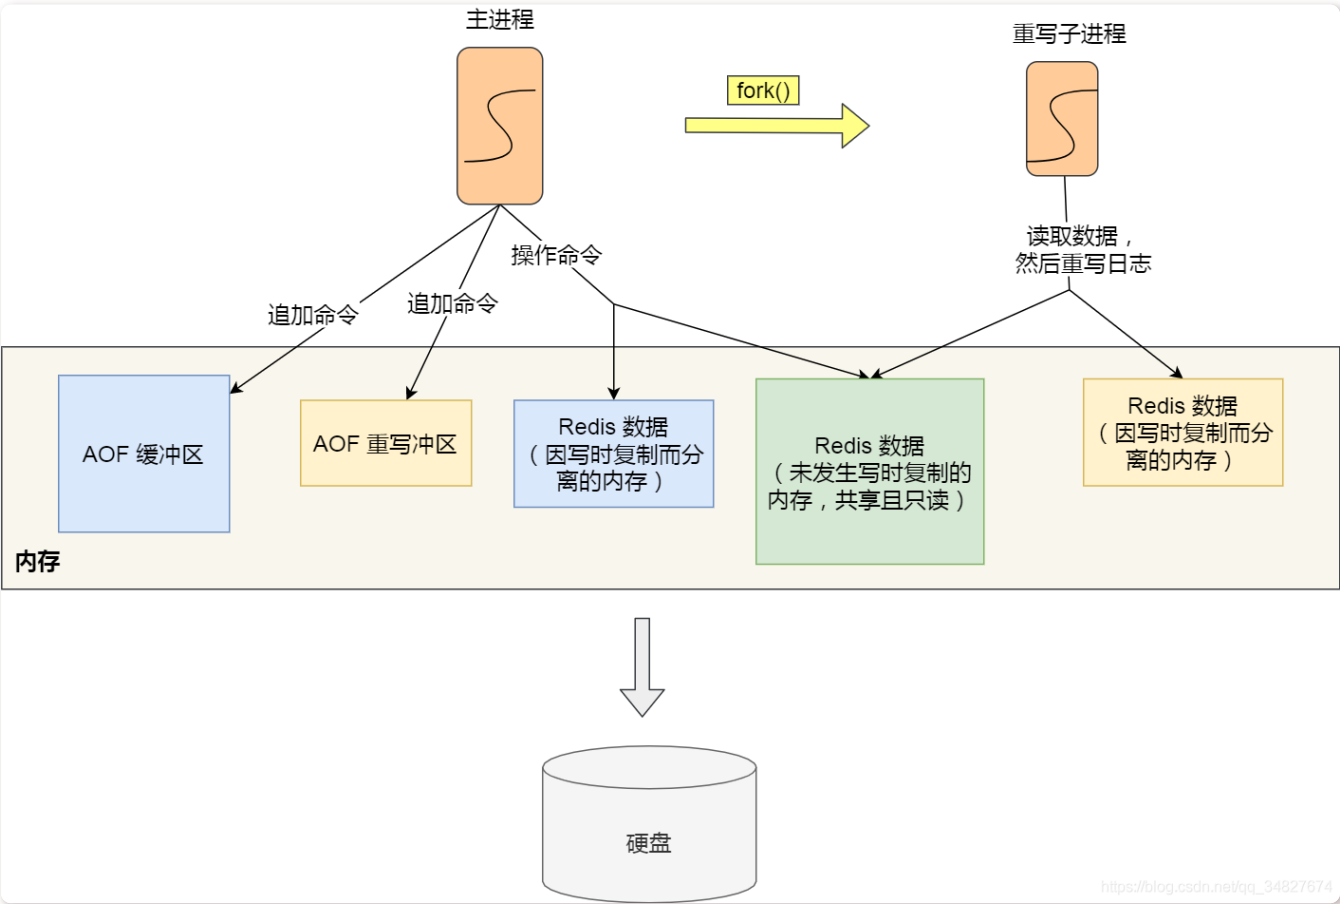 主进程
重写子进程
fork()
操作命令
读取数据，
然后重写日志
追加命令
追加命令
AOF 缓冲区
AOF 重写冲区
Redis 数据
（因写时复制而分
离的内存）
Redis 数据
（未发生写时复制的
内存，共享且只读）
Redis 数据
（因写时复制而分
离的内存）
内存
硬盘
https://blog.csdn.net/qq_34827674